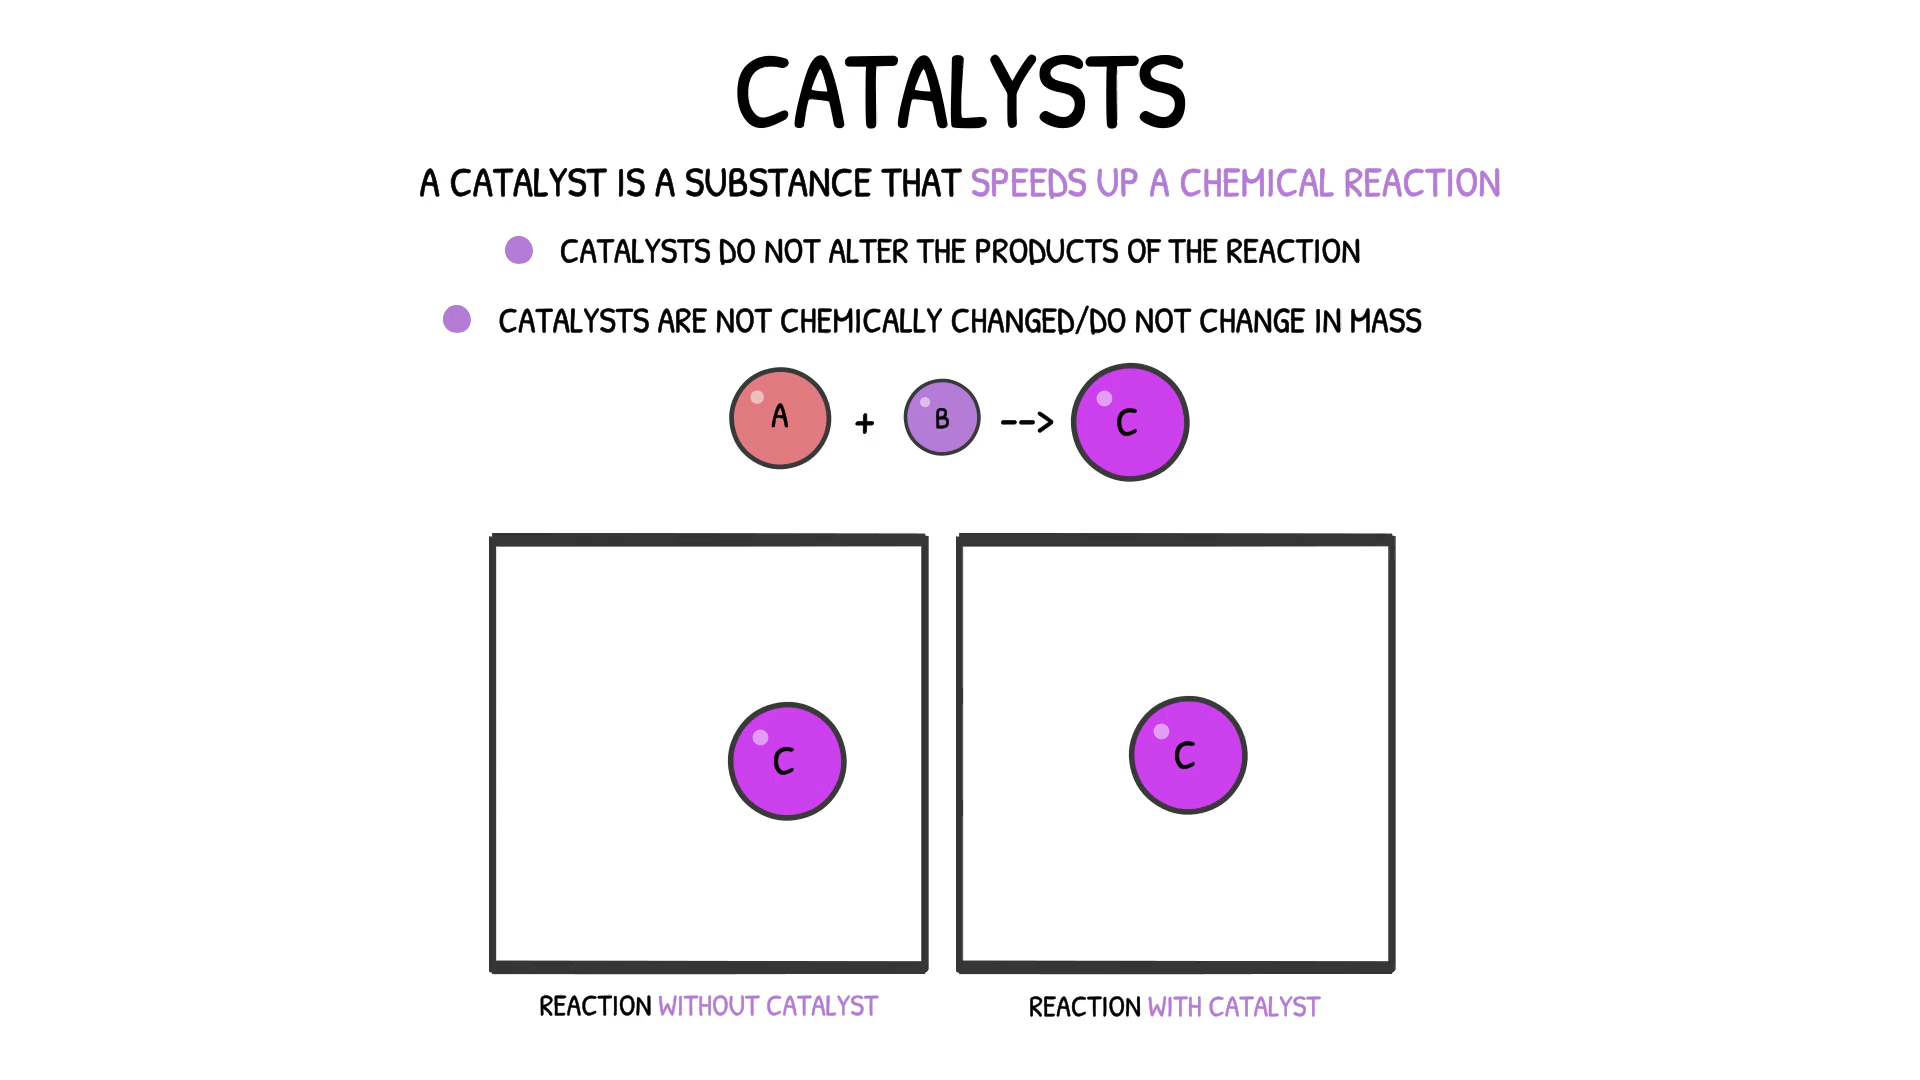 CATALYSTS
A CATALYST IS A SUBSTANCE THAT SPEEDS UP A CHEMICAL REACTION
CATALYSTS DO NOT ALTER THE PRODUCTS OF THE REACTION
CATALYSTS ARE NOT CHEMICALLY CHANGED/DO NOT CHANGE IN MASS
A + B --> C
C
C
REACTION WITHOUT CATALYST
REACTION WITH CATALYST